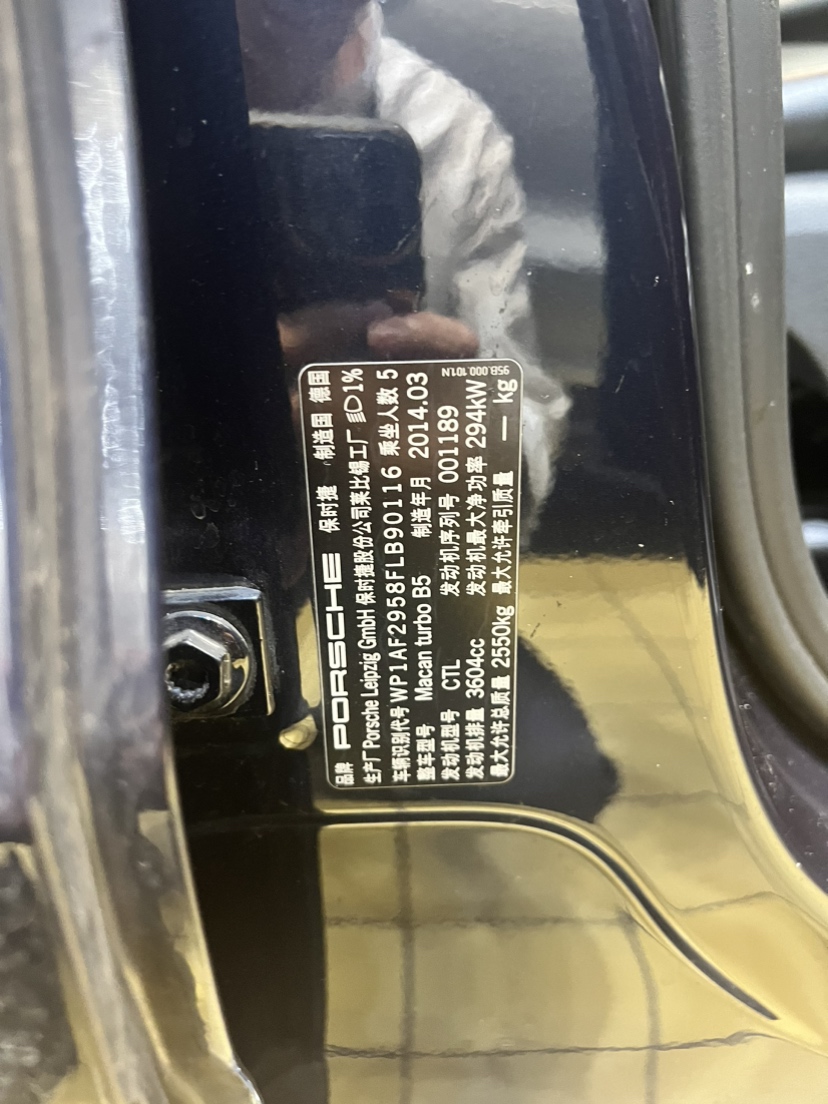 品牌 PORSCHE 保时捷 制造国 德国
生产厂 Porsche Leipzig GmbH 保时捷股份公司莱比锡工厂 1%
车辆识别代号 WP1AF2958FLB90116 乘坐人数 5
整车型号 Macan turbo B5 制造年月 2014.03
发动机型号 CTL 发动机序列号 001189
发动机排量 3604cc 发动机最大净功率 294kW
最大允许总质量 2550kg 最大允许牵引质量 — kg
95B.000.101.N